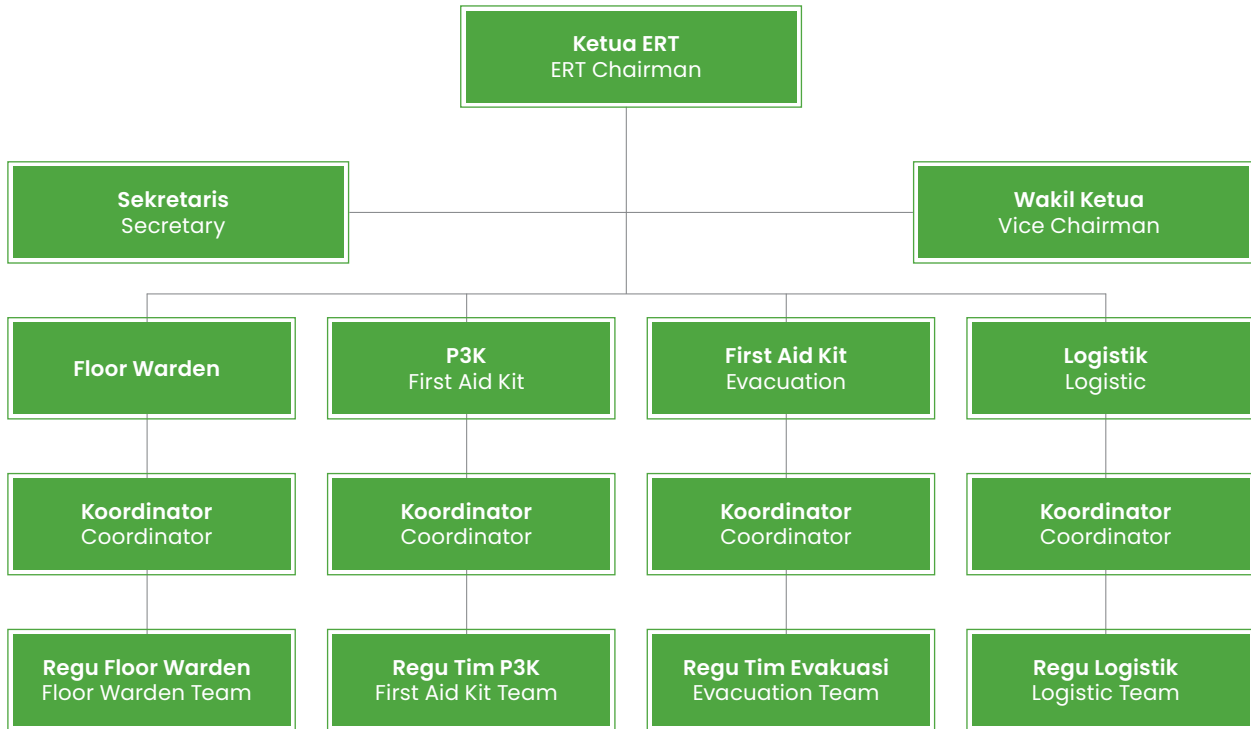 Ketua ERT
ERT Chairman
Sekretaris
Secretary
Wakil Ketua
Vice Chairman
Floor Warden
P3K
First Aid Kit
First Aid Kit
Evacuation
Logistik
Logistic
Koordinator
Coordinator
Koordinator
Coordinator
Koordinator
Coordinator
Koordinator
Coordinator
Regu Floor Warden
Floor Warden Team
Regu Tim P3K
First Aid Kit Team
Regu Tim Evakuasi
Evacuation Team
Regu Logistik
Logistic Team